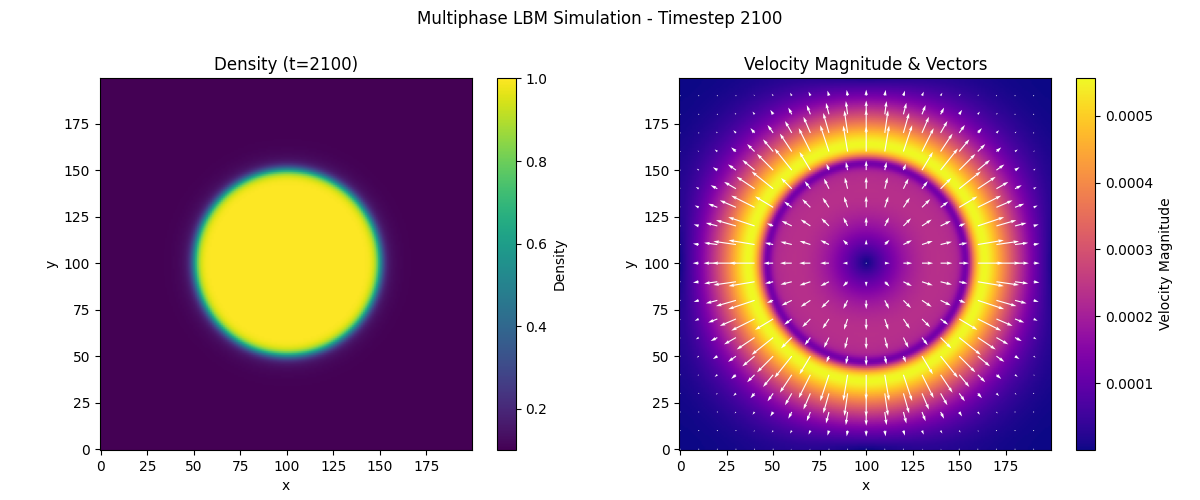 Multiphase LBM Simulation - Timestep 2100
Density (t=2100)
175
150
125
100
75
50
25
0
y
0 25 50 75 100 125 150 175
x
1.0
0.8
0.6
0.4
0.2
Density
Velocity Magnitude & Vectors
175
150
125
100
75
50
25
0
y
0 25 50 75 100 125 150 175
x
0.0005
0.0004
0.0003
0.0002
0.0001
Velocity Magnitude